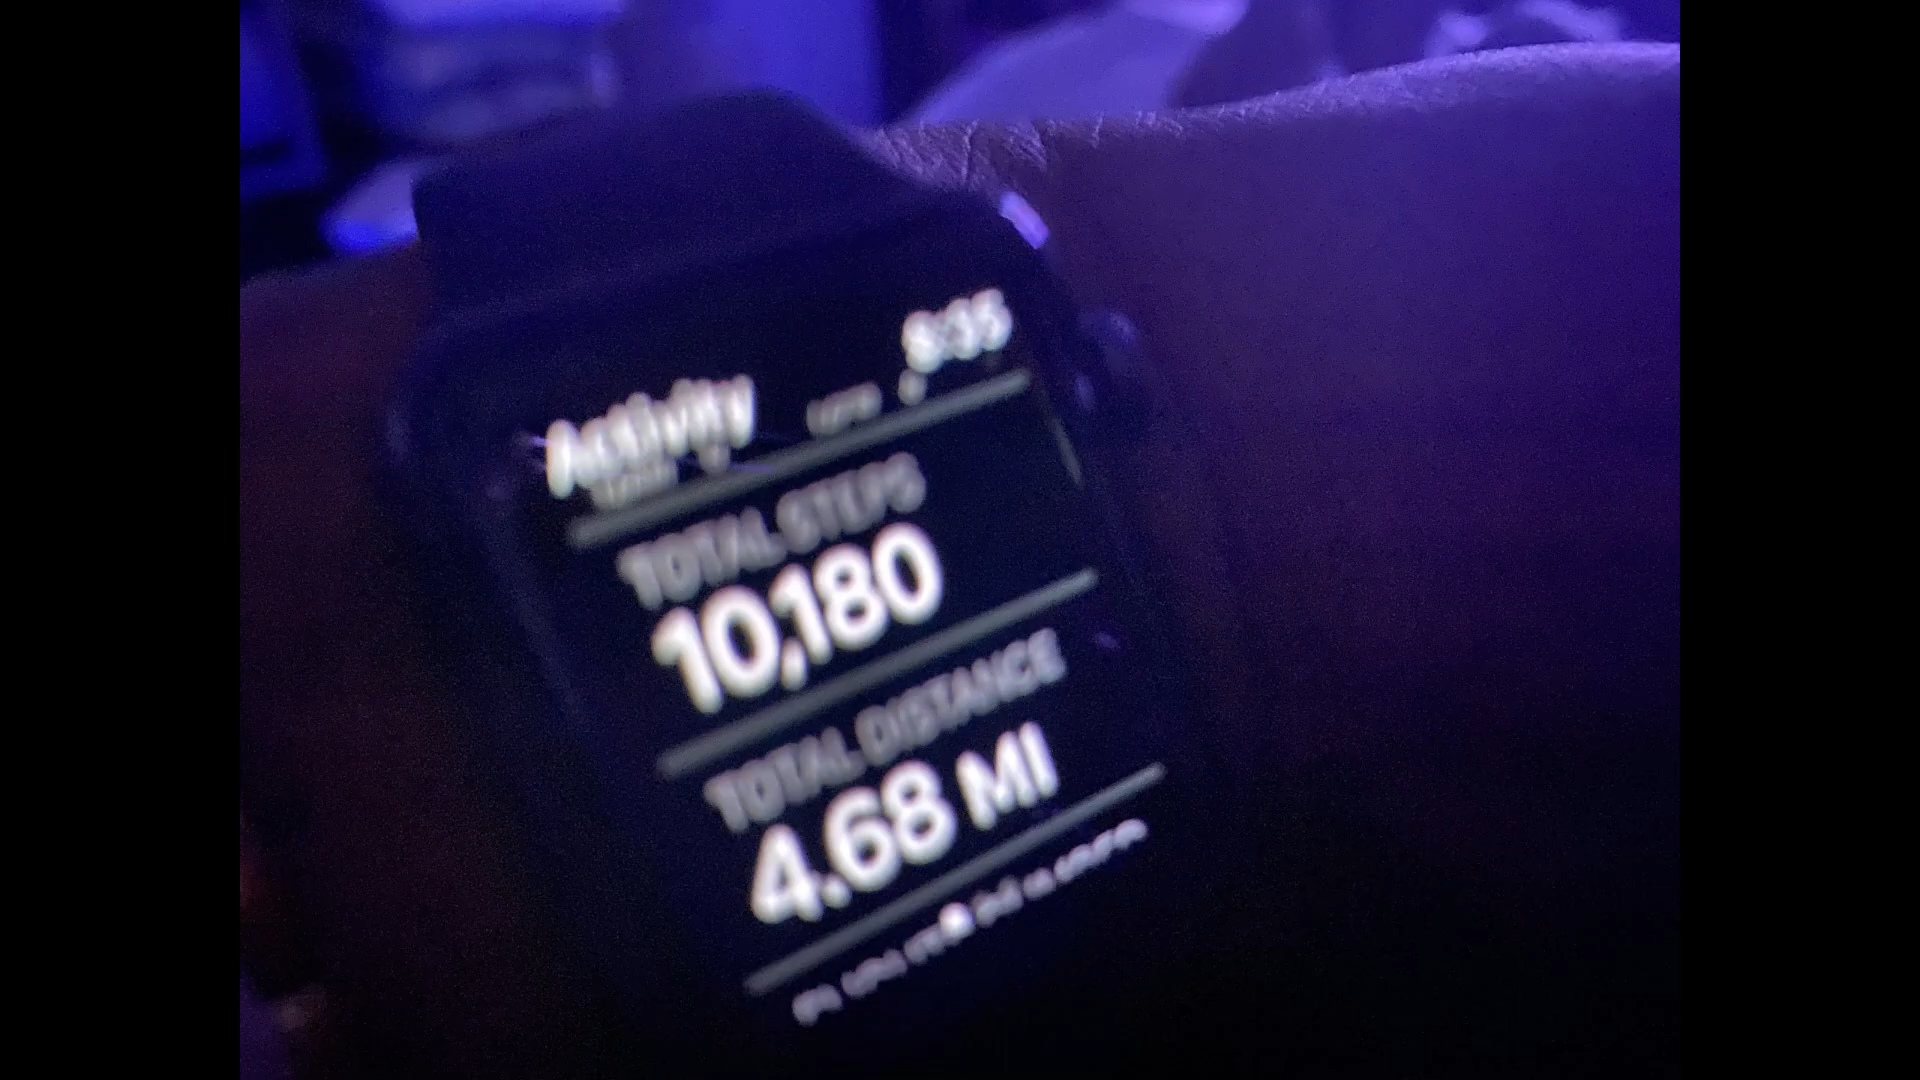 8:35
Activity
TOTAL STEPS
10,180
TOTAL DISTANCE
4.68 MI